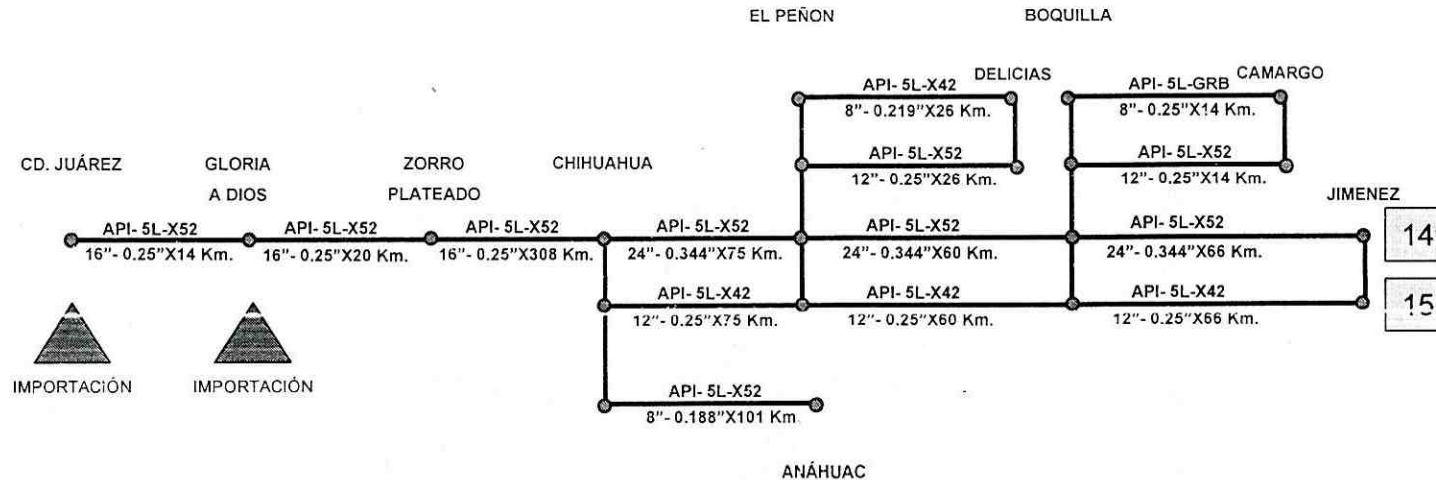 EL PEÑON
BOQUILLA
API- 5L-X42
DELICIAS
API- 5L-GRB
CAMARGO
8"- 0.219"X26 Km.
8"- 0.25"X14 Km.
API- 5L-X52
API- 5L-X52
12"- 0.25"X26 Km.
12"- 0.25"X14 Km.
CD. JUÁREZ
GLORIA
A DIOS
ZORRO
PLATEADO
CHIHUAHUA
JIMENEZ
API- 5L-X52
API- 5L-X52
API- 5L-X52
API- 5L-X52
API- 5L-X52
API- 5L-X52
14
16"- 0.25"X14 Km.
16"- 0.25"X20 Km.
16"- 0.25"X308 Km.
24"- 0.344"X75 Km.
24"- 0.344"X60 Km.
24"- 0.344"X66 Km.
API- 5L-X42
API- 5L-X42
API- 5L-X42
15
12"- 0.25"X75 Km.
12"- 0.25"X60 Km.
12"- 0.25"X66 Km.
IMPORTACIÓN
IMPORTACIÓN
API- 5L-X52
8"- 0.188"X101 Km
ANÁHUAC